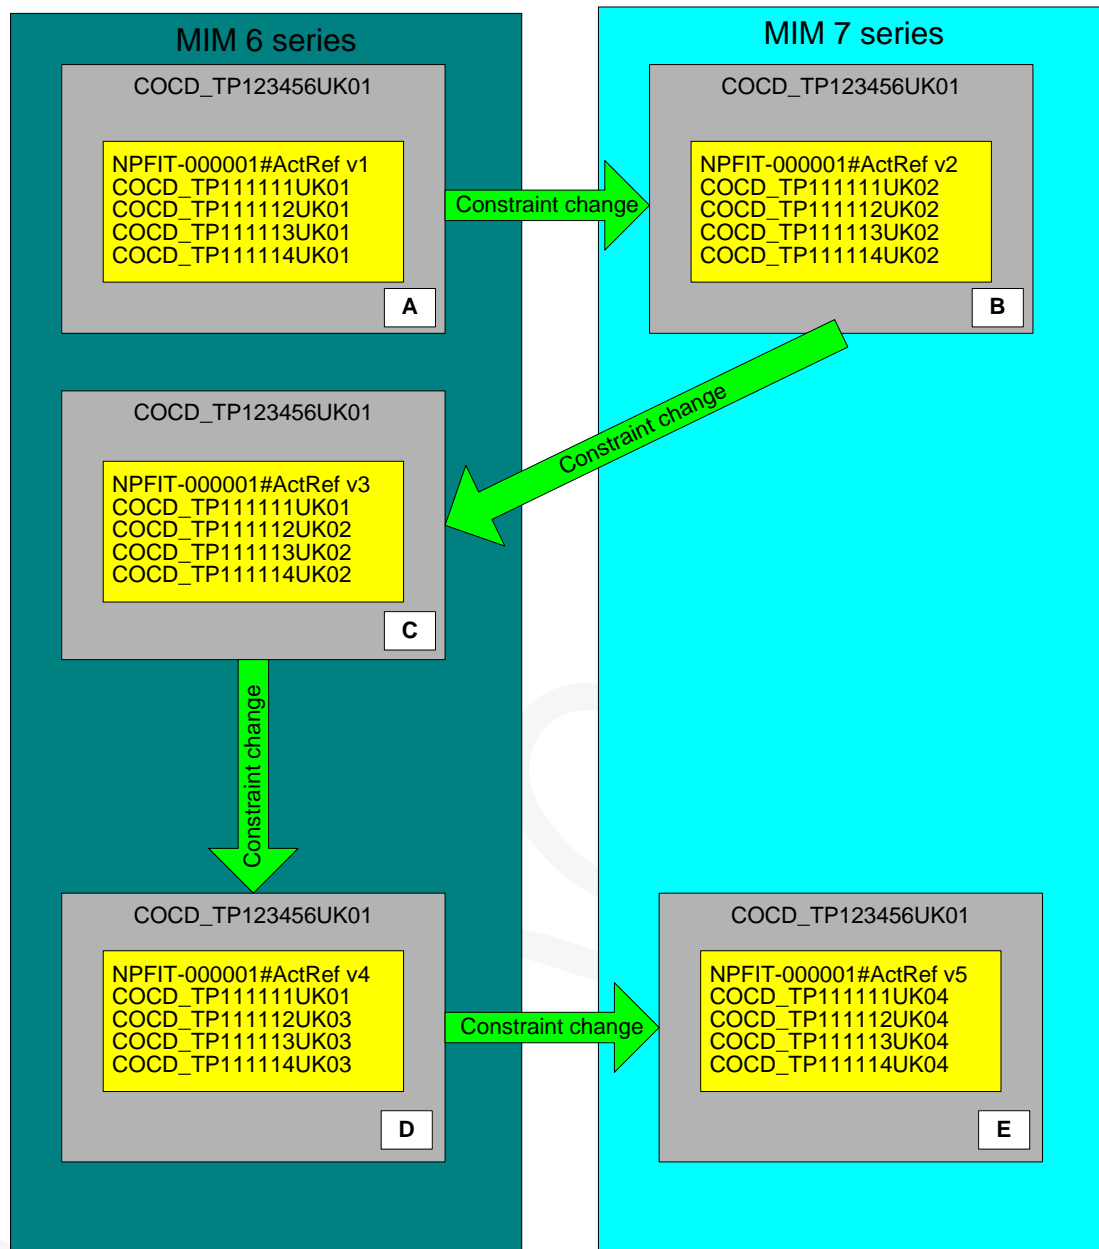 MIM 6 series
COCD_TP123456UK01
NPFIT-000001#ActRef v1
COCD_TP111111UK01
COCD_TP111112UK01
COCD_TP111113UK01
COCD_TP111114UK01
A
Constraint change
MIM 7 series
COCD_TP123456UK01
NPFIT-000001#ActRef v2
COCD_TP111111UK02
COCD_TP111112UK02
COCD_TP111113UK02
COCD_TP111114UK02
B
Constraint change
COCD_TP123456UK01
NPFIT-000001#ActRef v3
COCD_TP111111UK01
COCD_TP111112UK02
COCD_TP111113UK02
COCD_TP111114UK02
C
Constraint change
COCD_TP123456UK01
NPFIT-000001#ActRef v4
COCD_TP111111UK01
COCD_TP111112UK03
COCD_TP111113UK03
COCD_TP111114UK03
D
Constraint change
COCD_TP123456UK01
NPFIT-000001#ActRef v5
COCD_TP111111UK04
COCD_TP111112UK04
COCD_TP111113UK04
COCD_TP111114UK04
E